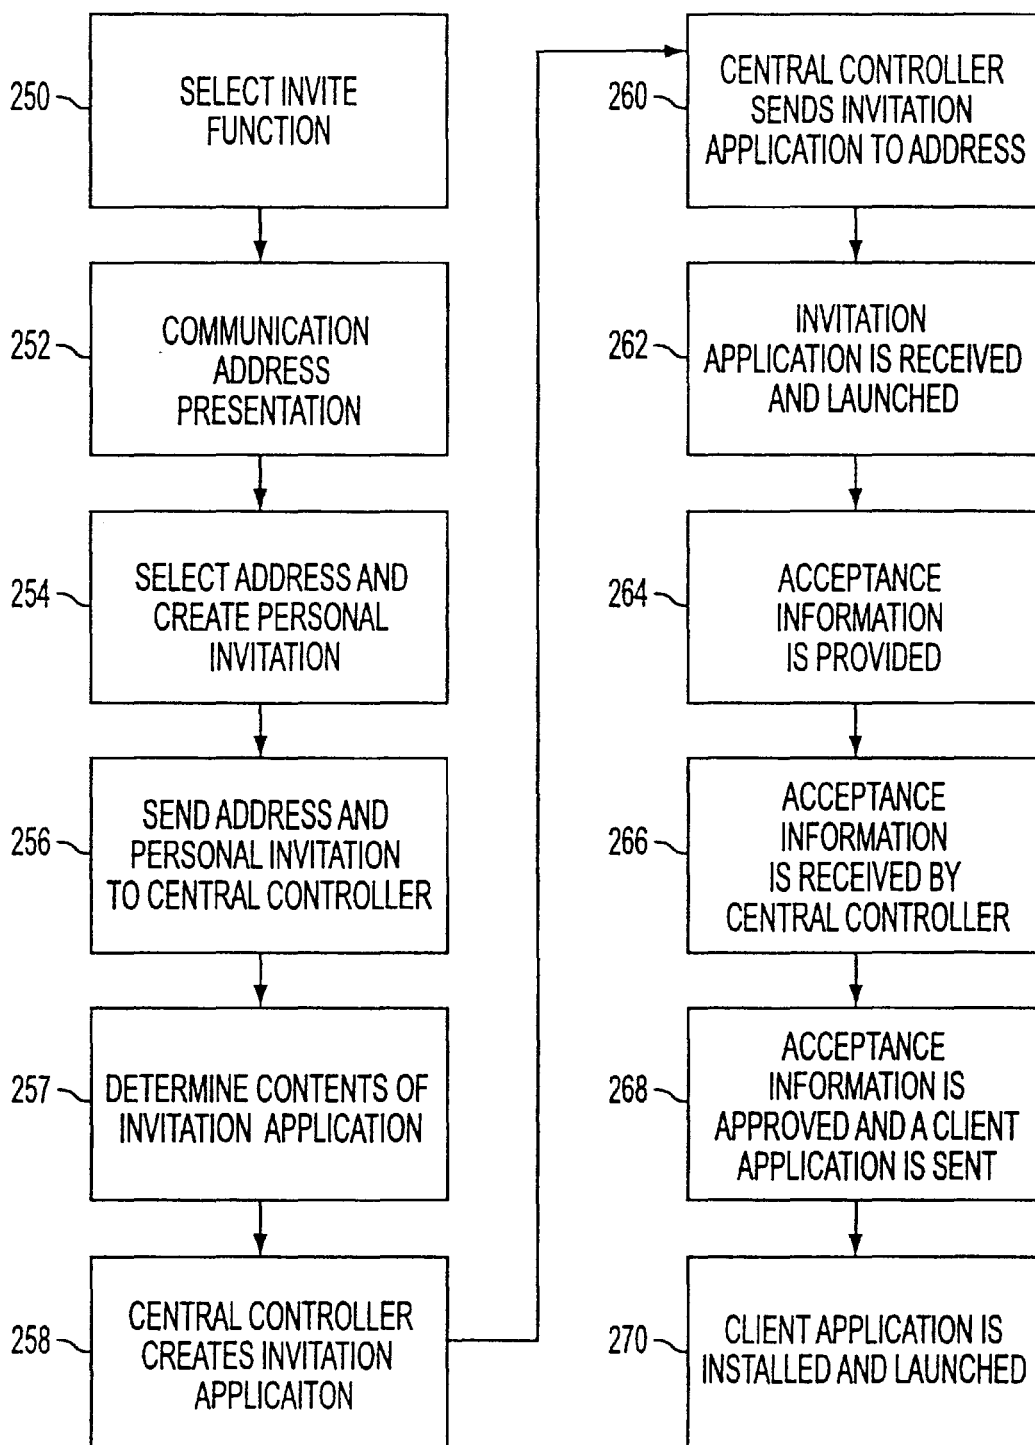 250
SELECT INVITE
FUNCTION
252
COMMUNICATION
ADDRESS
PRESENTATION
254
SELECT ADDRESS AND
CREATE PERSONAL
INVITATION
256
SEND ADDRESS AND
PERSONAL INVITATION
TO CENTRAL CONTROLLER
257
DETERMINE CONTENTS OF
INVITATION APPLICATION
258
CENTRAL CONTROLLER
CREATES INVITATION
APPLICAITON
260
CENTRAL CONTROLLER
SENDS INVITATION
APPLICATION TO ADDRESS
262
INVITATION
APPLICATION IS RECEIVED
AND LAUNCHED
264
ACCEPTANCE
INFORMATION
IS PROVIDED
266
ACCEPTANCE
INFORMATION
IS RECEIVED BY
CENTRAL CONTROLLER
268
ACCEPTANCE
INFORMATION IS
APPROVED AND A CLIENT
APPLICATION IS SENT
270
CLIENT APPLICATION IS
INSTALLED AND LAUNCHED